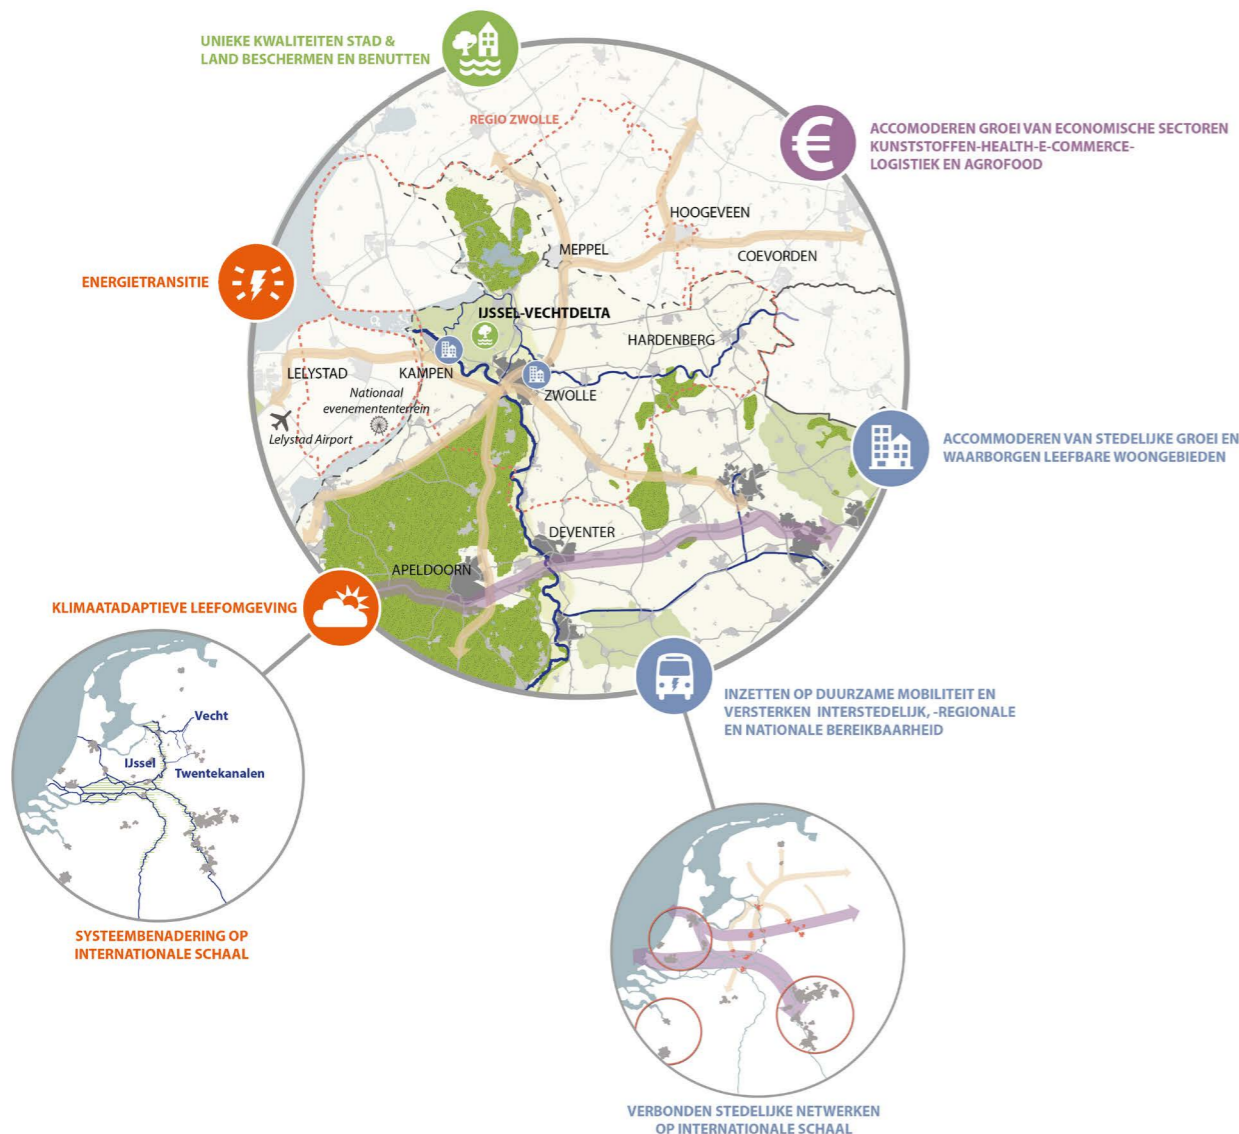 UNIEKE KWALITEITEN STAD &
LAND BESCHERMEN EN BENUTTEN
REGIO ZWOLLE
€
ACCOMODEREN GROEI VAN ECONOMISCHE SECTOREN
KUNSTSTOFFEN-HEALTH-E-COMMERCE-
LOGISTIEK EN AGROFOOD
HOOGEVEEN
MEPPEL
COEVORDEN
ENERGIETRANSITIE
IJSSEL-VECHTDELTA
HARDENBERG
LELYSTAD
KAMPEN
ZWOLLE
Nationaal
evenemententerrein
Lelystad Airport
ACCOMMODEREN VAN STEDELIJKE GROEI EN
WAARBORGEN LEEFBARE WOONGEBIEDEN
DEVENTER
APELDOORN
KLIMAATADAPTIEVE LEEFOMGEVING
INZETTEN OP DUURZAME MOBILITEIT EN
VERSTERKEN INTERSTEDELIJK, -REGIONALE
EN NATIONALE BEREIKBAARHEID
Vecht
IJssel
Twentekanalen
SYSTEEMBENADERING OP
INTERNATIONALE SCHAAL
VERBONDEN STEDELIJKE NETWERKEN
OP INTERNATIONALE SCHAAL